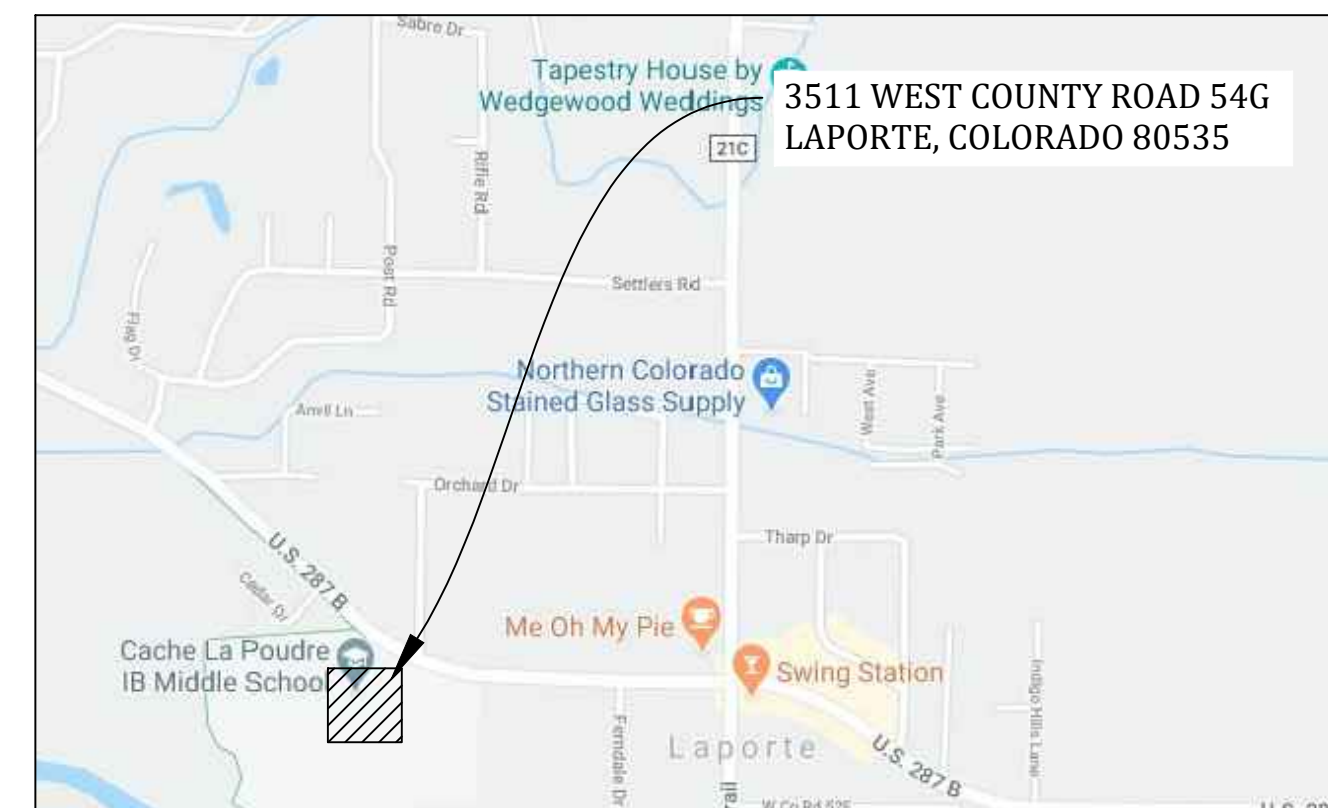 Sabre Dr
Tapestry House by
Wedgewood Weddings
3511 WEST COUNTY ROAD 54G
LAPORTE, COLORADO 80535
21C
Riffle Rd
Post Rd
Settlers Rd
Flag Dr
Northern Colorado
Stained Glass Supply
West Ave
Park Ave
Anvil Ln
Orchard Dr
Tharp Dr
U.S. 287 B
Cedar Dr
Me Oh My Pie
Cache La Poudre
IB Middle School
Swing Station
Indigo Hills Lane
Ferndale Dr
Laporte
U.S. 287 B